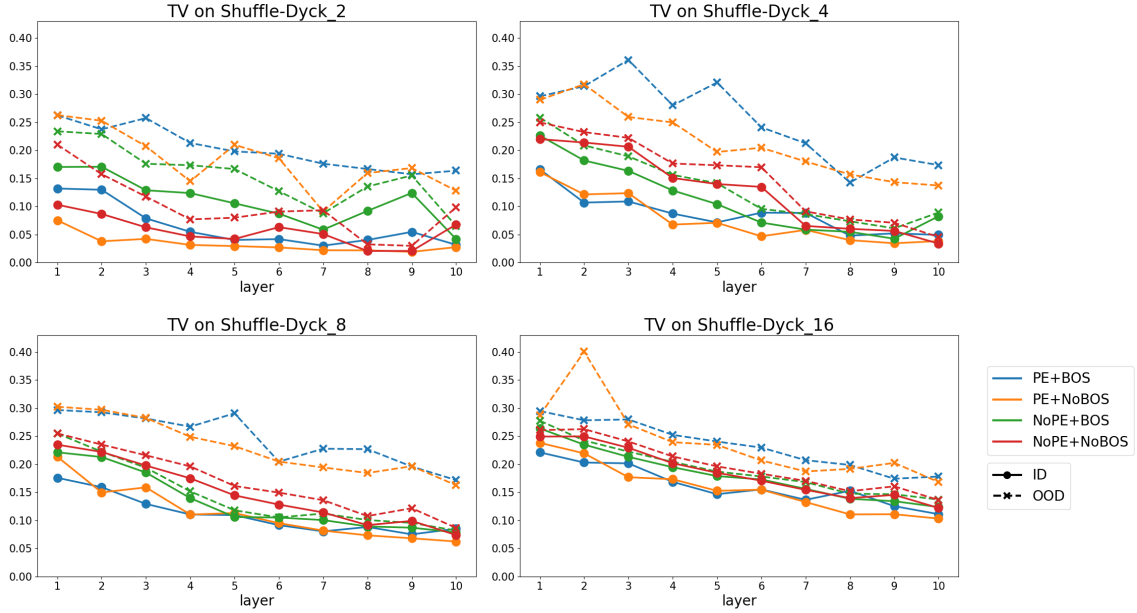 TV on Shuffle-Dyck_2
0.40
0.35
0.30
0.25
0.20
0.15
0.10
0.05
0.00
1 2 3 4 5 6 7 8 9 10
layer
TV on Shuffle-Dyck_4
0.40
0.35
0.30
0.25
0.20
0.15
0.10
0.05
0.00
1 2 3 4 5 6 7 8 9 10
layer
TV on Shuffle-Dyck_8
0.40
0.35
0.30
0.25
0.20
0.15
0.10
0.05
0.00
1 2 3 4 5 6 7 8 9 10
layer
TV on Shuffle-Dyck_16
0.40
0.35
0.30
0.25
0.20
0.15
0.10
0.05
0.00
1 2 3 4 5 6 7 8 9 10
layer
PE+BOS
PE+NoBOS
NoPE+BOS
NoPE+NoBOS
ID
OOD